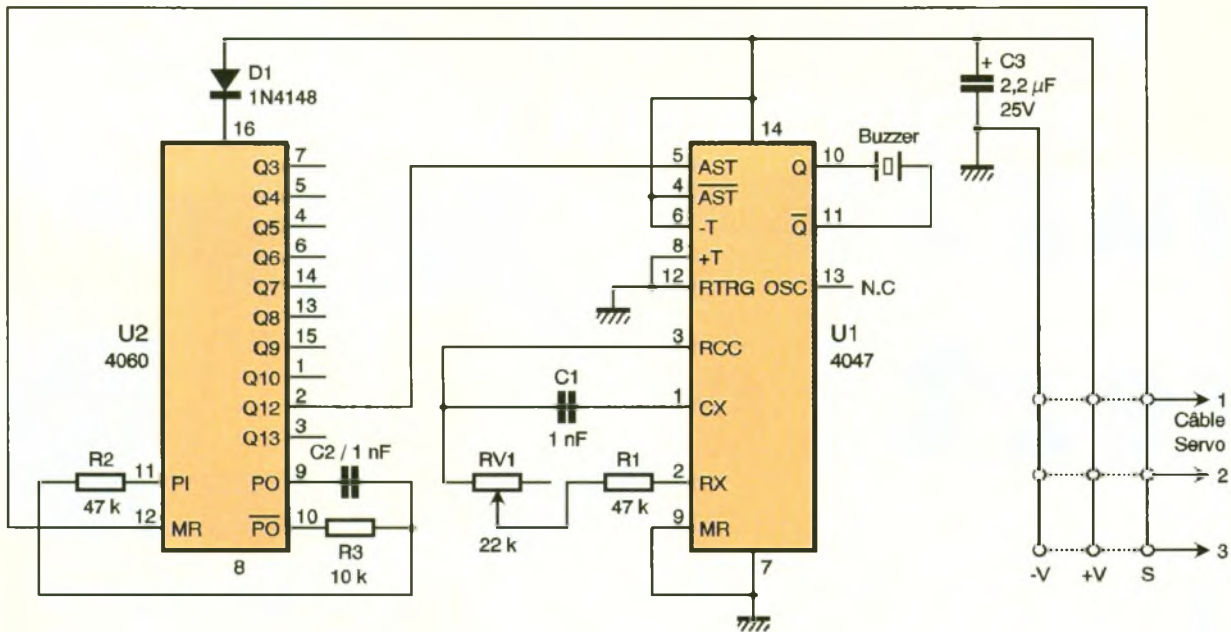 D1
1N4148
16
U2
4060
Q3 7
Q4 5
Q5 4
Q6 6
Q7 14
Q8 13
Q9 15
Q10 1
Q12 2
Q13 3
R2
47 k
11 PI
12 MR
PO 9
C2 / 1 nF
PO 10
R3
10 k
8
14
5 AST
4 AST
6 -T
8 +T
12 RTRG
3 RCC
1 CX
2 RX
9 MR
7
Q 10
Q 11
OSC 13 N.C
U1
4047
Buzzer
C1
1 nF
RV1
22 k
R1
47 k
+ C3
2,2 µF
25V
1
Câble
Servo
2
3
-V +V S